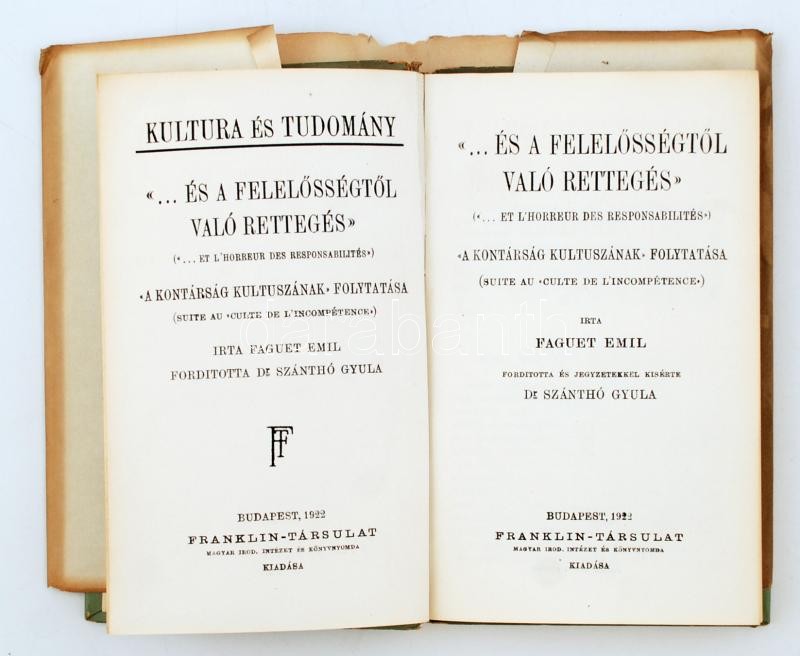 KULTURA ÉS TUDOMÁNY
«... ÉS A FELELŐSSÉGTŐL
VALÓ RETTEGÉS»
(«... ET L'HORREUR DES RESPONSABILITÉS»)
«A KONTÁRSÁG KULTUSZÁNAK» FOLYTATÁSA
(SUITE AU «CULTE DE L'INCOMPÉTENCE»)
IRTA FAGUET EMIL
FORDITOTTA Dr SZÁNTHÓ GYULA
FT
BUDAPEST, 1922
FRANKLIN-TÁRSULAT
MAGYAR IROD. INTÉZET ÉS KÖNYVNYOMDA
KIADÁSA
«... ÉS A FELELŐSSÉGTŐL
VALÓ RETTEGÉS»
(«... ET L'HORREUR DES RESPONSABILITÉS»)
«A KONTÁRSÁG KULTUSZÁNAK» FOLYTATÁSA
(SUITE AU «CULTE DE L'INCOMPÉTENCE»)
IRTA
FAGUET EMIL
FORDITOTTA ÉS JEGYZETEKKEL KISÉRTE
Dr SZÁNTHÓ GYULA
BUDAPEST, 1922
FRANKLIN-TÁRSULAT
MAGYAR IROD. INTÉZET ÉS KÖNYVNYOMDA
KIADÁSA
darabanth